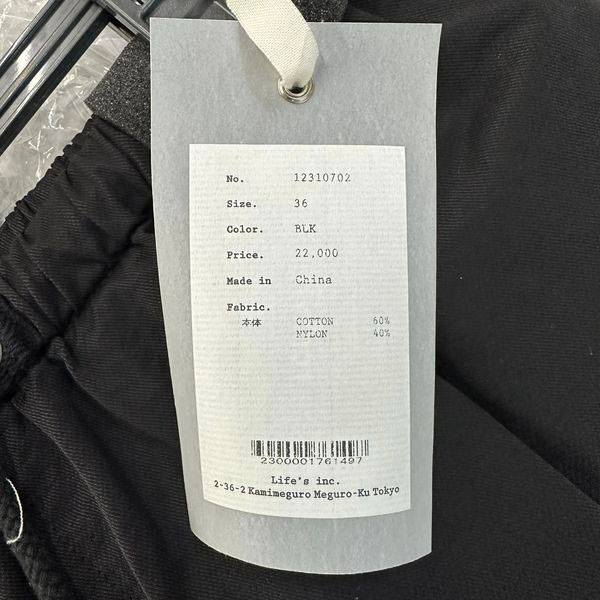 No. 12310702
Size. 36
Color. BLK
Price. 22,000
Made in China
Fabric.
本体 COTTON 60%
NYLON 40%
2300001761497
Life's inc.
2-36-2 Kamimeguro Meguro-Ku Tokyo